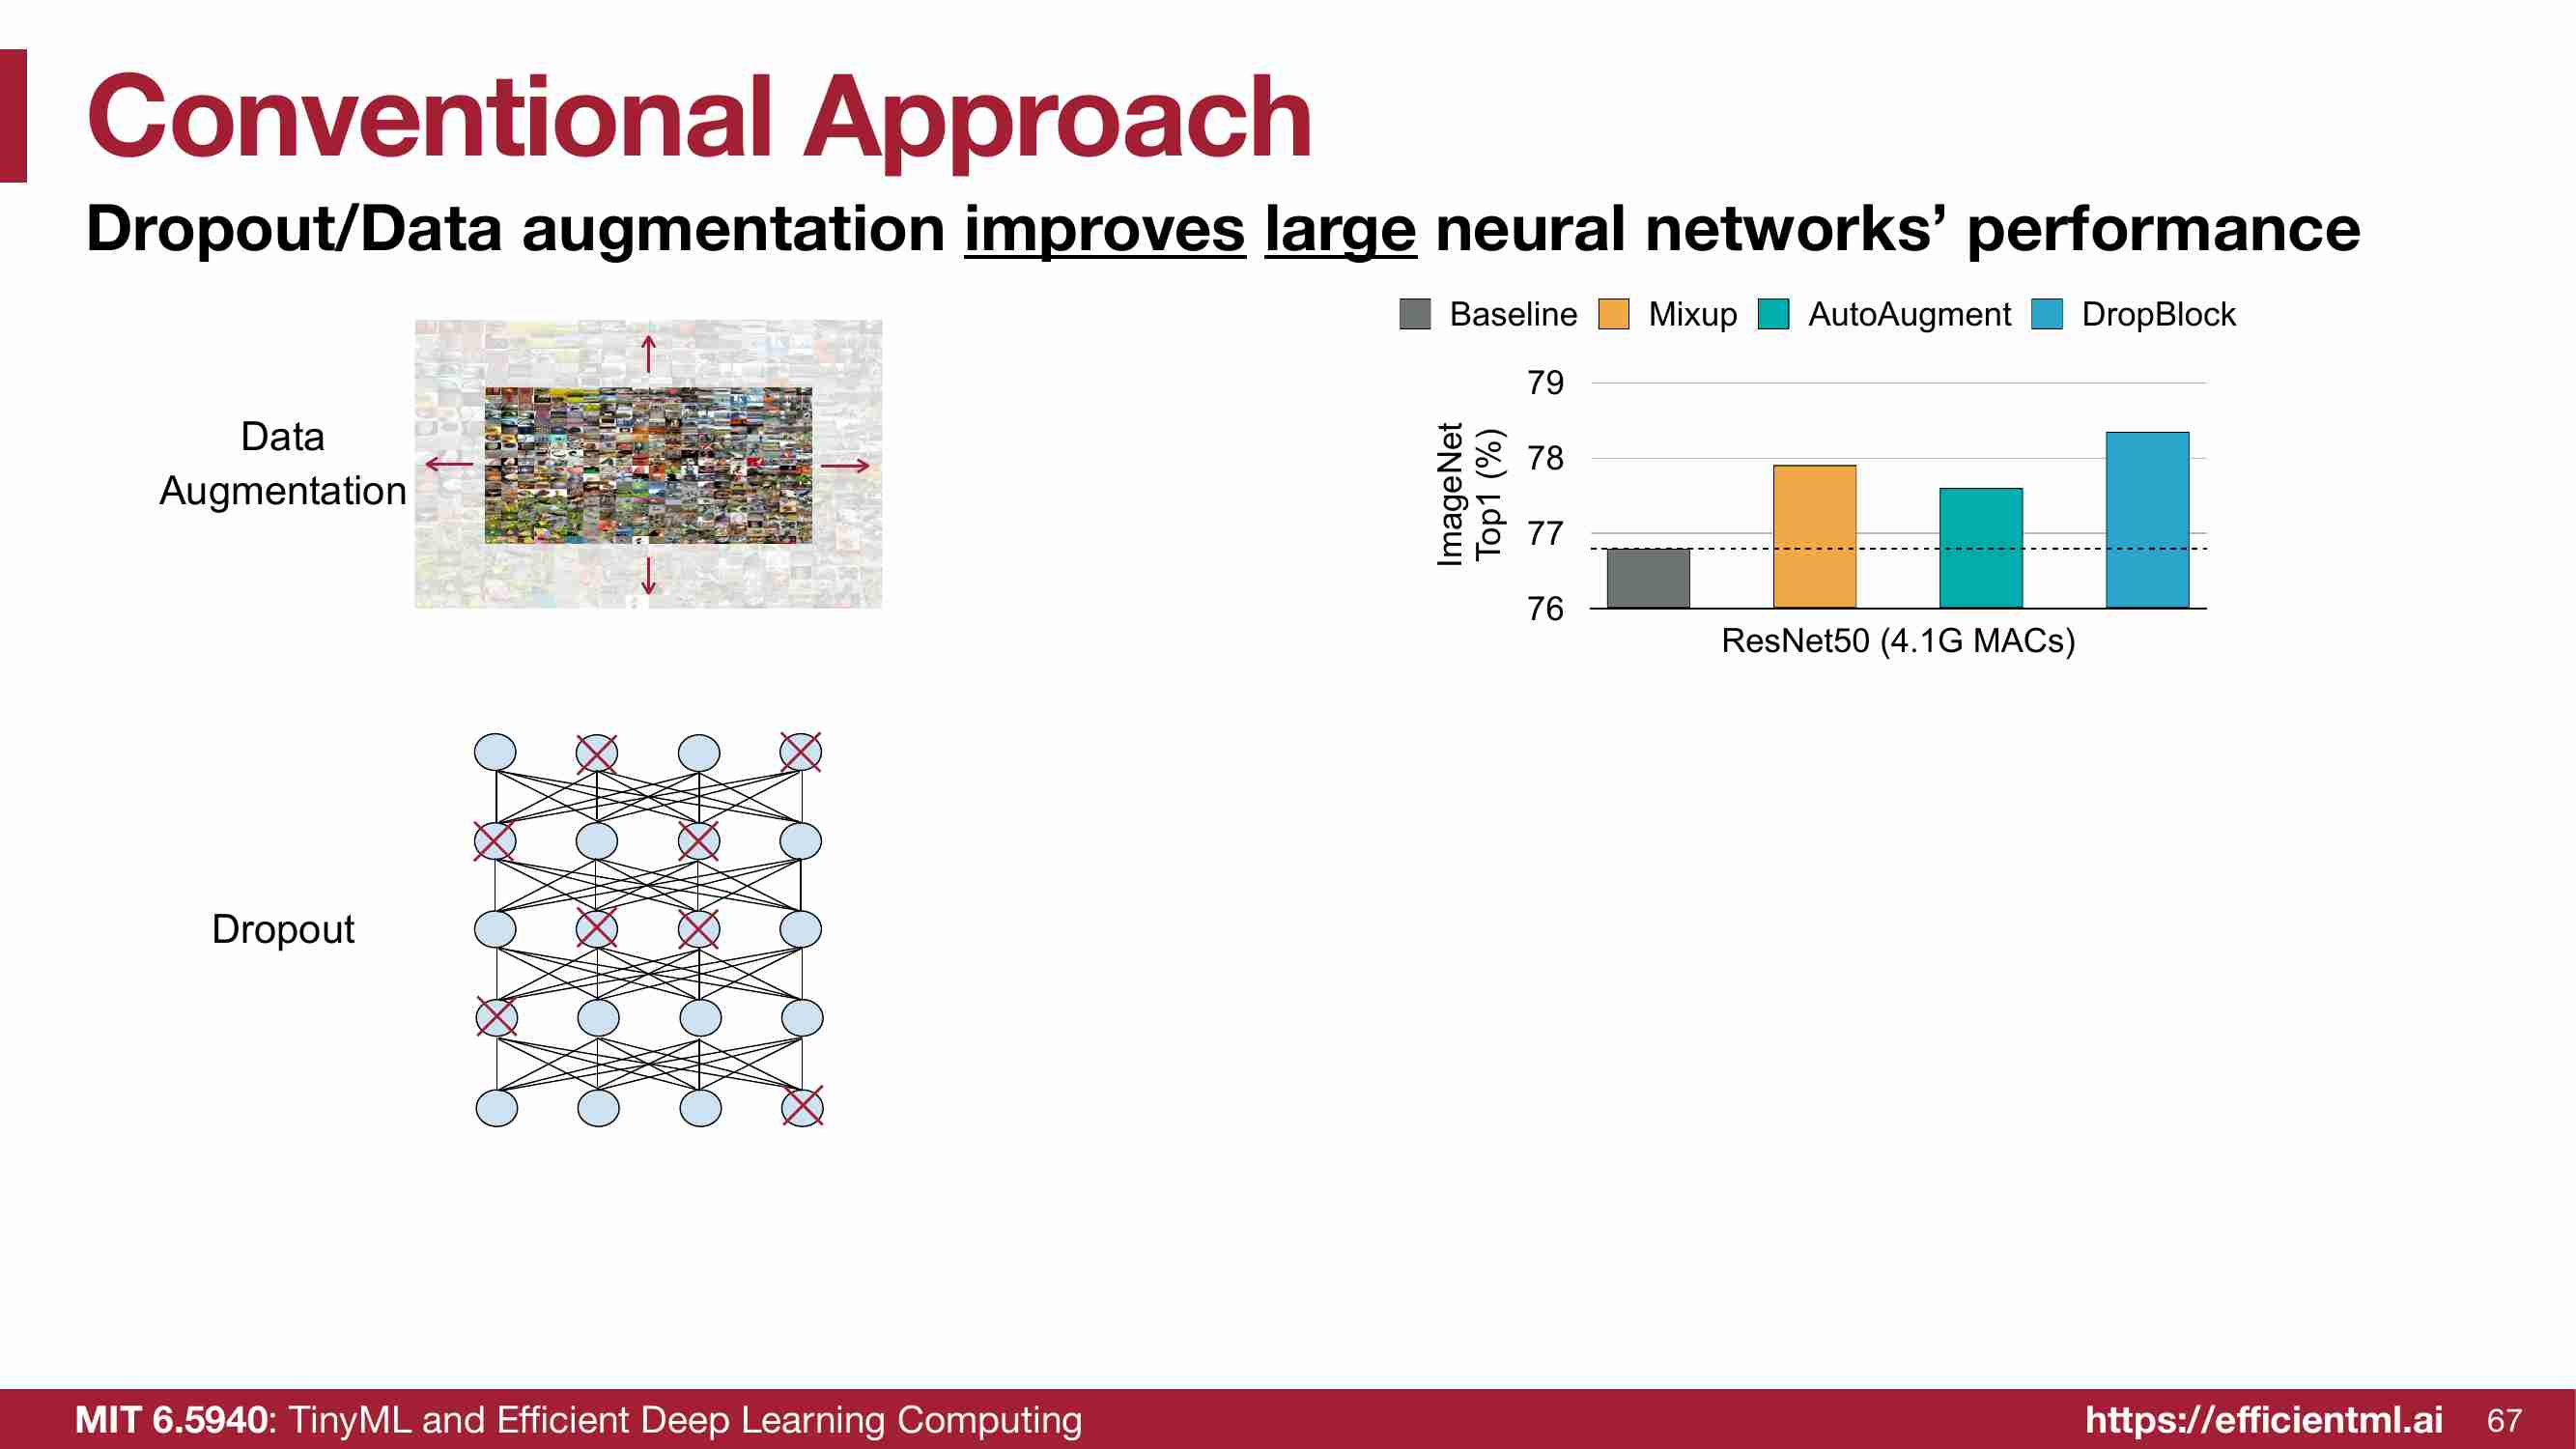 Conventional Approach
Dropout/Data augmentation improves large neural networks’ performance
Data
Augmentation
Baseline Mixup AutoAugment DropBlock
ImageNet
Top1 (%)
79
78
77
76
ResNet50 (4.1G MACs)
Dropout
MIT 6.5940: TinyML and Efficient Deep Learning Computing
https://efficientml.ai 67